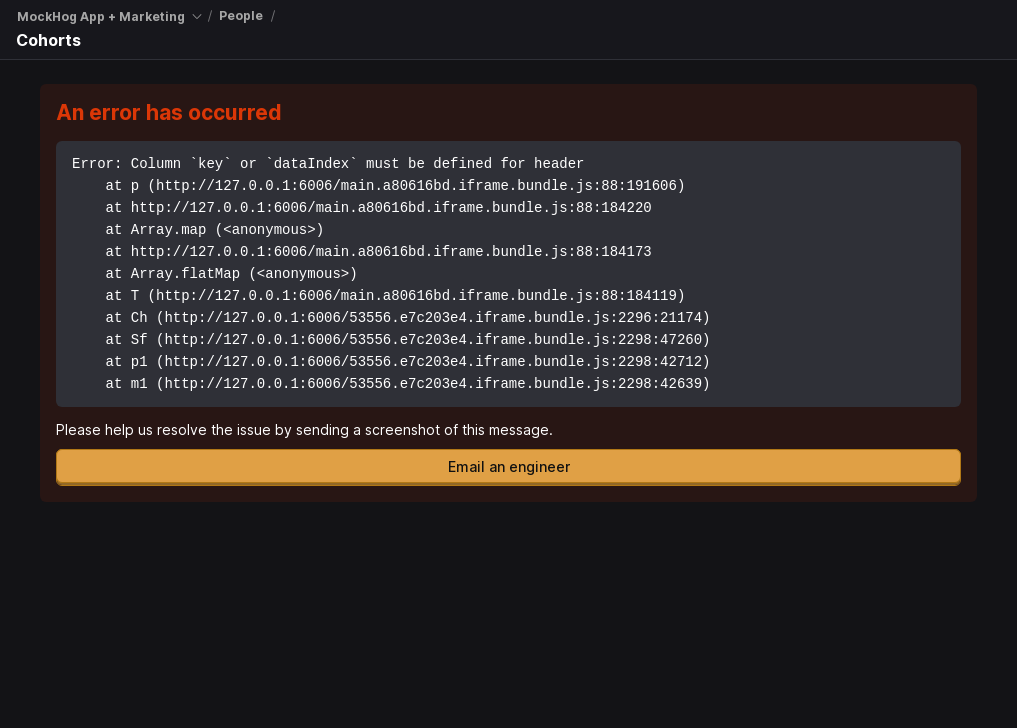 MockHog App + Marketing / People /
Cohorts
An error has occurred
Error: Column `key` or `dataIndex` must be defined for header
    at p (http://127.0.0.1:6006/main.a80616bd.iframe.bundle.js:88:191606)
    at http://127.0.0.1:6006/main.a80616bd.iframe.bundle.js:88:184220
    at Array.map (<anonymous>)
    at http://127.0.0.1:6006/main.a80616bd.iframe.bundle.js:88:184173
    at Array.flatMap (<anonymous>)
    at T (http://127.0.0.1:6006/main.a80616bd.iframe.bundle.js:88:184119)
    at Ch (http://127.0.0.1:6006/53556.e7c203e4.iframe.bundle.js:2296:21174)
    at Sf (http://127.0.0.1:6006/53556.e7c203e4.iframe.bundle.js:2298:47260)
    at p1 (http://127.0.0.1:6006/53556.e7c203e4.iframe.bundle.js:2298:42712)
    at m1 (http://127.0.0.1:6006/53556.e7c203e4.iframe.bundle.js:2298:42639)
Please help us resolve the issue by sending a screenshot of this message.
Email an engineer